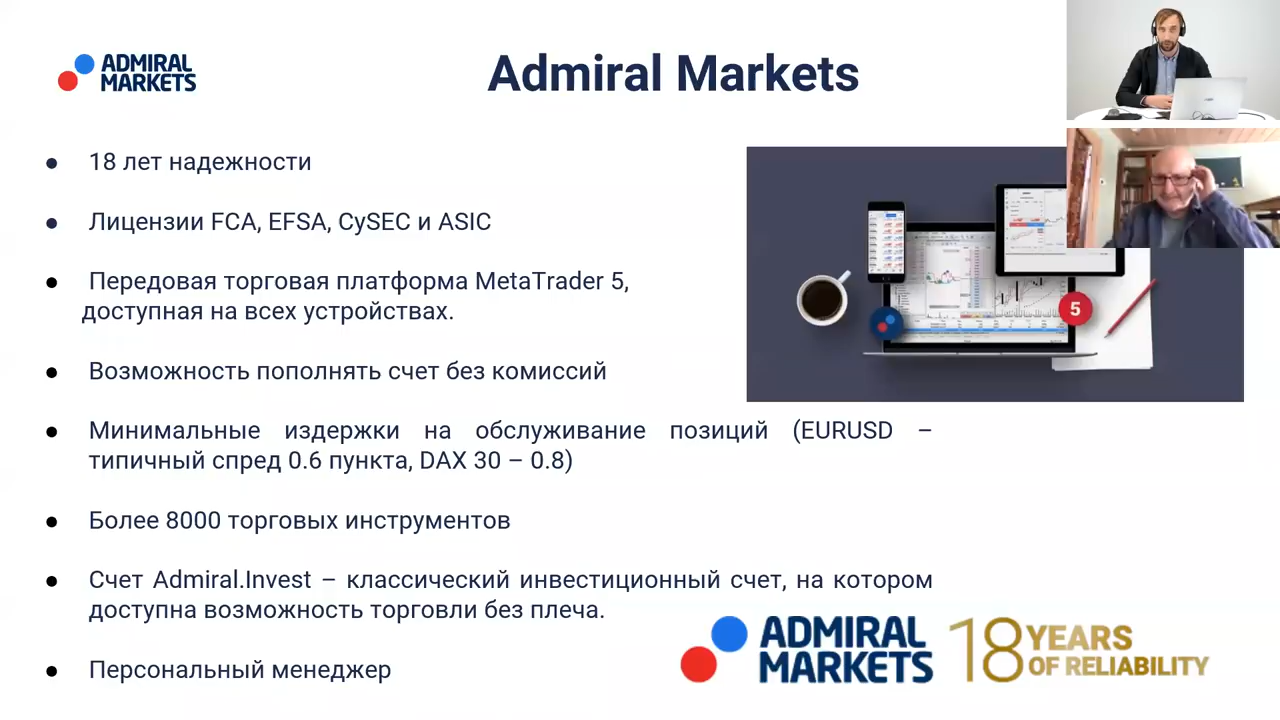 ADMIRAL
MARKETS
Admiral Markets
● 18 лет надежности
● Лицензии FCA, EFSA, CySEC и ASIC
● Передовая торговая платформа MetaTrader 5,
доступная на всех устройствах.
● Возможность пополнять счет без комиссий
● Минимальные издержки на обслуживание позиций (EURUSD –
типичный спред 0.6 пункта, DAX 30 – 0.8)
● Более 8000 торговых инструментов
● Счет Admiral.Invest – классический инвестиционный счет, на котором
доступна возможность торговли без плеча.
● Персональный менеджер
5
ADMIRAL
MARKETS
18 YEARS
OF RELIABILITY